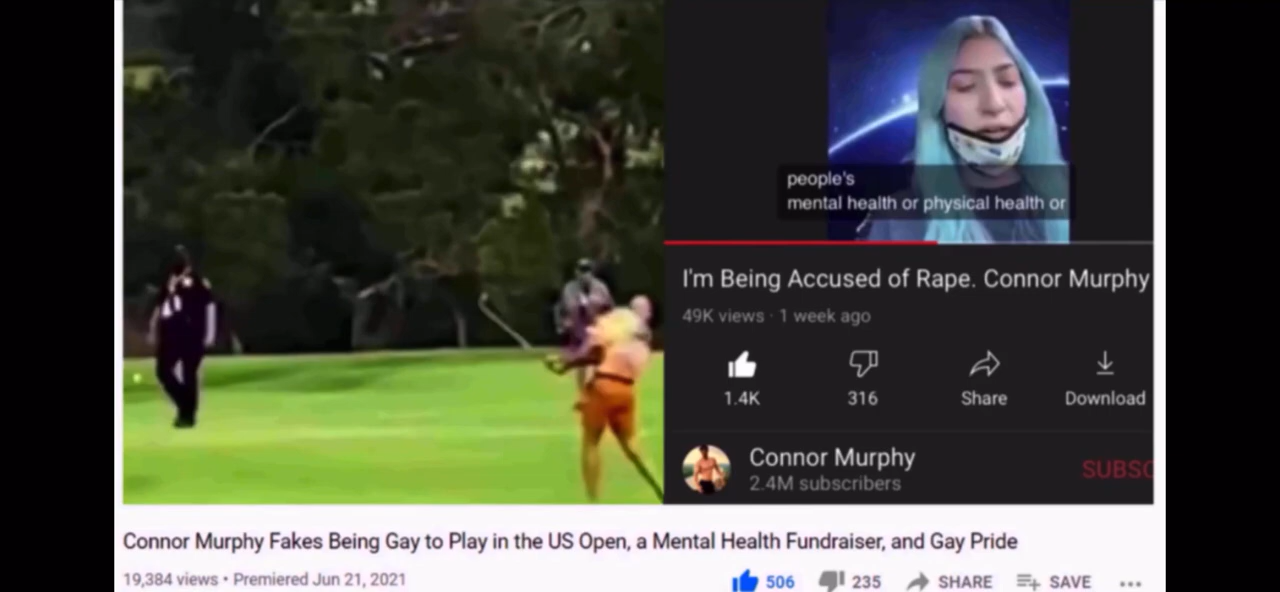 people's
mental health or physical health or
I'm Being Accused of Rape. Connor Murphy
49K views · 1 week ago
1.4K
316
Share
Download
Connor Murphy
2.4M subscribers
SUBSC
Connor Murphy Fakes Being Gay to Play in the US Open, a Mental Health Fundraiser, and Gay Pride
19,384 views • Premiered Jun 21, 2021
506
235
SHARE
SAVE